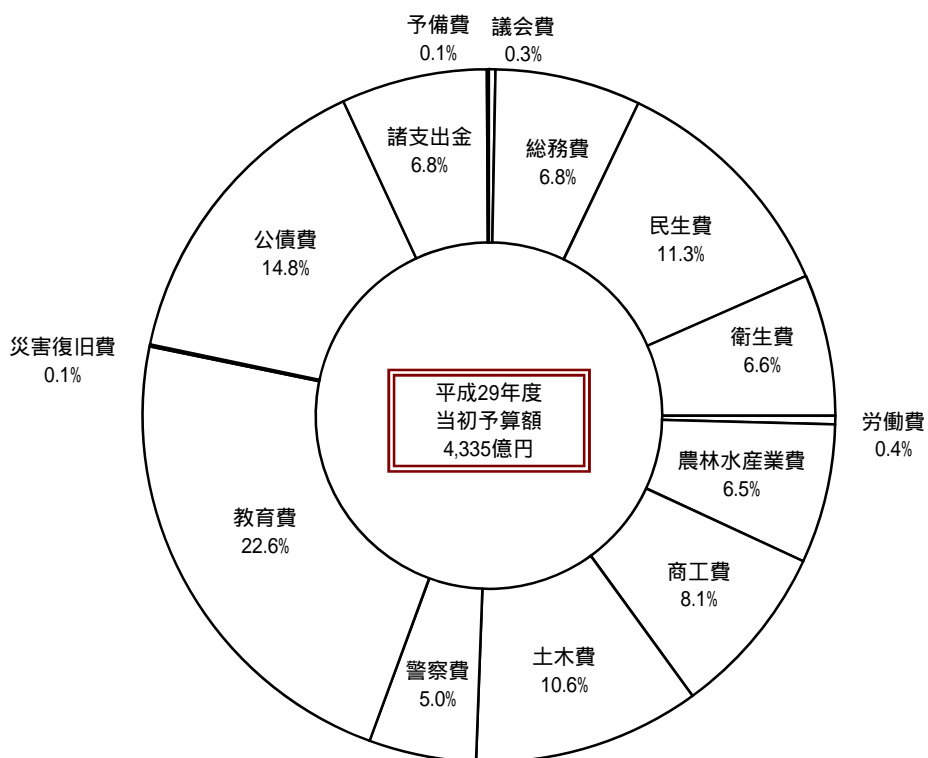 予備費
0.1%
議会費
0.3%
総務費
6.8%
民生費
11.3%
衛生費
6.6%
労働費
0.4%
農林水産業費
6.5%
商工費
8.1%
土木費
10.6%
警察費
5.0%
教育費
22.6%
災害復旧費
0.1%
公債費
14.8%
諸支出金
6.8%
平成29年度
当初予算額
4,335億円